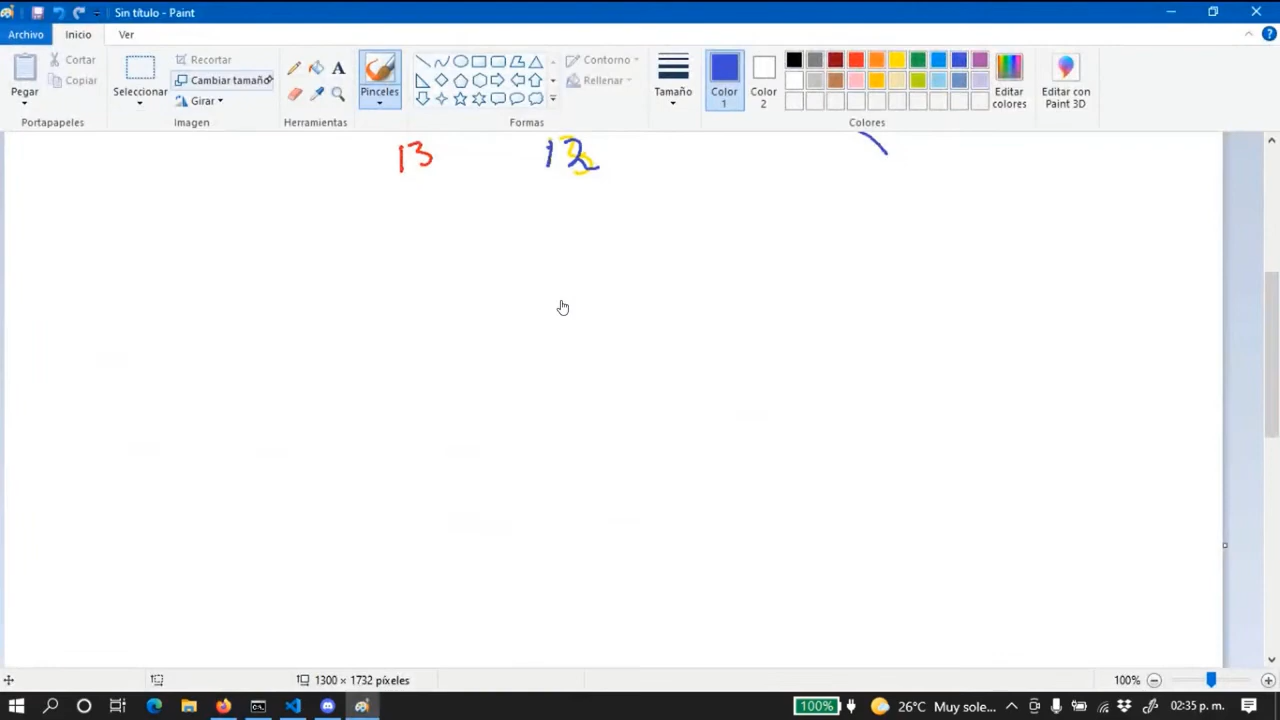 Sin título - Paint
Archivo Inicio Ver
Pegar
Cortar
Copiar
Portapapeles
Seleccionar
Recortar
Cambiar tamaño
Girar
Imagen
A
Herramientas
Pinceles
Contorno
Rellenar
Formas
Tamaño
Color 1
Color 2
Editar colores
Colores
Editar con Paint 3D
13 12
1300 × 1732 píxeles 100%
100% 26°C Muy sole... 02:35 p. m.